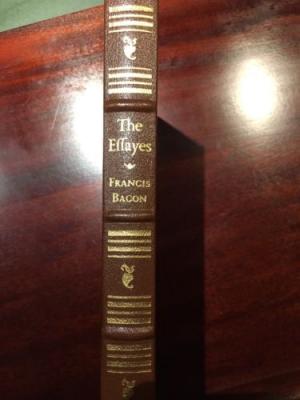 The
Eſſayes
FRANCIS
BACON